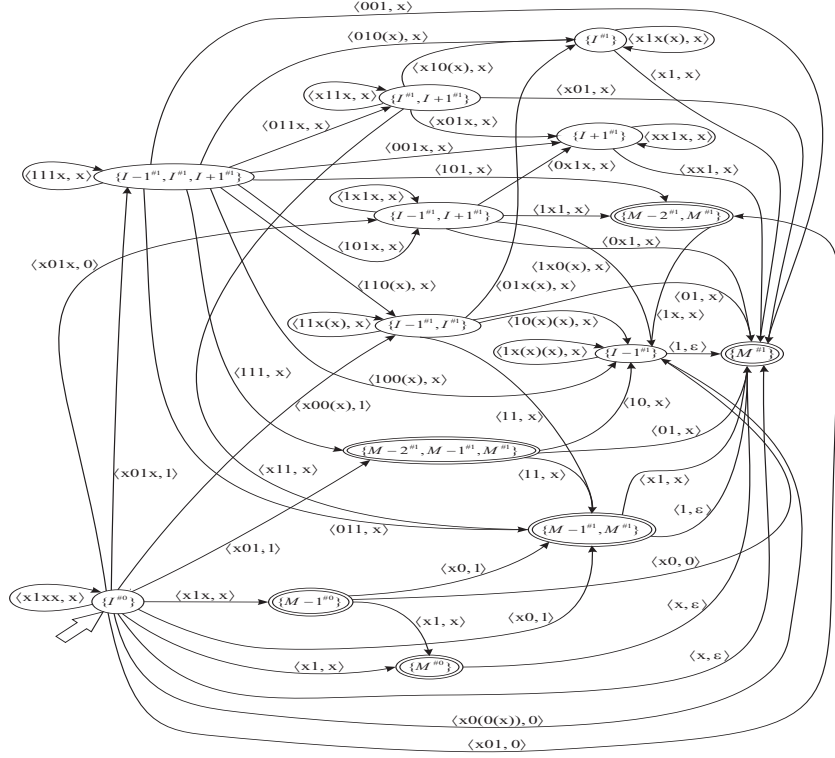 ⟨001, x⟩
⟨010(x), x⟩
{I^#1}
⟨x1x(x), x⟩
⟨x10(x), x⟩
⟨x1, x⟩
⟨x11x, x⟩
{I^#1, I+1^#1}
⟨x01, x⟩
⟨011x, x⟩
⟨x01x, x⟩
{I+1^#1}
⟨xx1x, x⟩
⟨001x, x⟩
⟨111x, x⟩
{I−1^#1, I^#1, I+1^#1}
⟨101, x⟩
⟨0x1x, x⟩
⟨xx1, x⟩
⟨1x1x, x⟩
{I−1^#1, I+1^#1}
⟨1x1, x⟩
{M−2^#1, M^#1}
⟨101x, x⟩
⟨0x1, x⟩
⟨x01x, 0⟩
⟨1x0(x), x⟩
⟨110(x), x⟩
⟨01x(x), x⟩
⟨01, x⟩
⟨11x(x), x⟩
{I−1^#1, I^#1}
⟨10(x)(x), x⟩
⟨1x, x⟩
⟨1x(x)(x), x⟩
{I−1^#1}
⟨1, ε⟩
{M^#1}
⟨111, x⟩
⟨100(x), x⟩
⟨x00(x), 1⟩
⟨11, x⟩
⟨10, x⟩
⟨01, x⟩
{M−2^#1, M−1^#1, M^#1}
⟨x01x, 1⟩
⟨x11, x⟩
⟨11, x⟩
⟨x1, x⟩
⟨1, ε⟩
⟨011, x⟩
{M−1^#1, M^#1}
⟨x01, 1⟩
⟨x0, 1⟩
⟨x0, 0⟩
⟨x1xx, x⟩
{I^#0}
⟨x1x, x⟩
{M−1^#0}
⟨x1, x⟩
⟨x0, 1⟩
⟨x, ε⟩
⟨x1, x⟩
{M^#0}
⟨x, ε⟩
⟨x0(0(x)), 0⟩
⟨x01, 0⟩